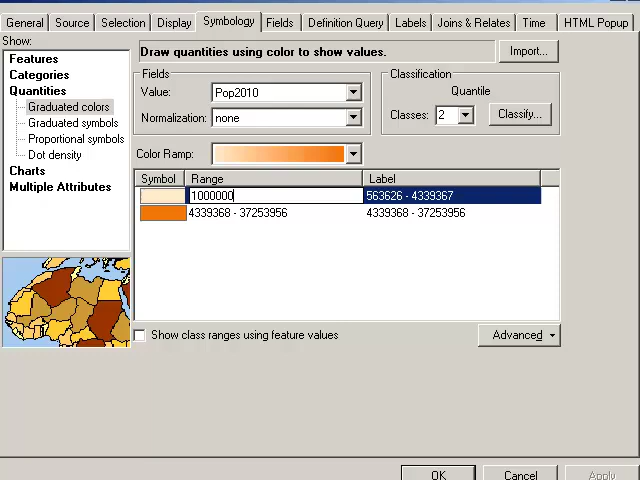 General Source Selection Display Symbology Fields Definition Query Labels Joins & Relates Time HTML Popup
Show:
Features
Categories
Quantities
Graduated colors
Graduated symbols
Proportional symbols
Dot density
Charts
Multiple Attributes
Draw quantities using color to show values.
Import...
Fields
Value: Pop2010
Normalization: none
Classification
Quantile
Classes: 2 Classify...
Color Ramp:
Symbol Range Label
1000000 563626 - 4339367
4339368 - 37253956 4339368 - 37253956
Show class ranges using feature values
Advanced
OK Cancel Apply